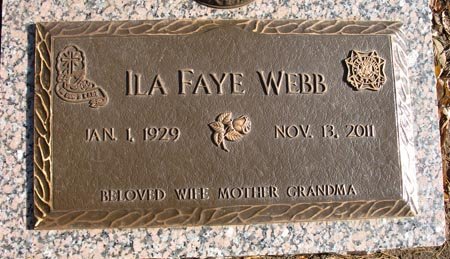 ILA FAYE WEBB
JAN. 1, 1929
NOV. 13, 2011
BELOVED WIFE MOTHER GRANDMA